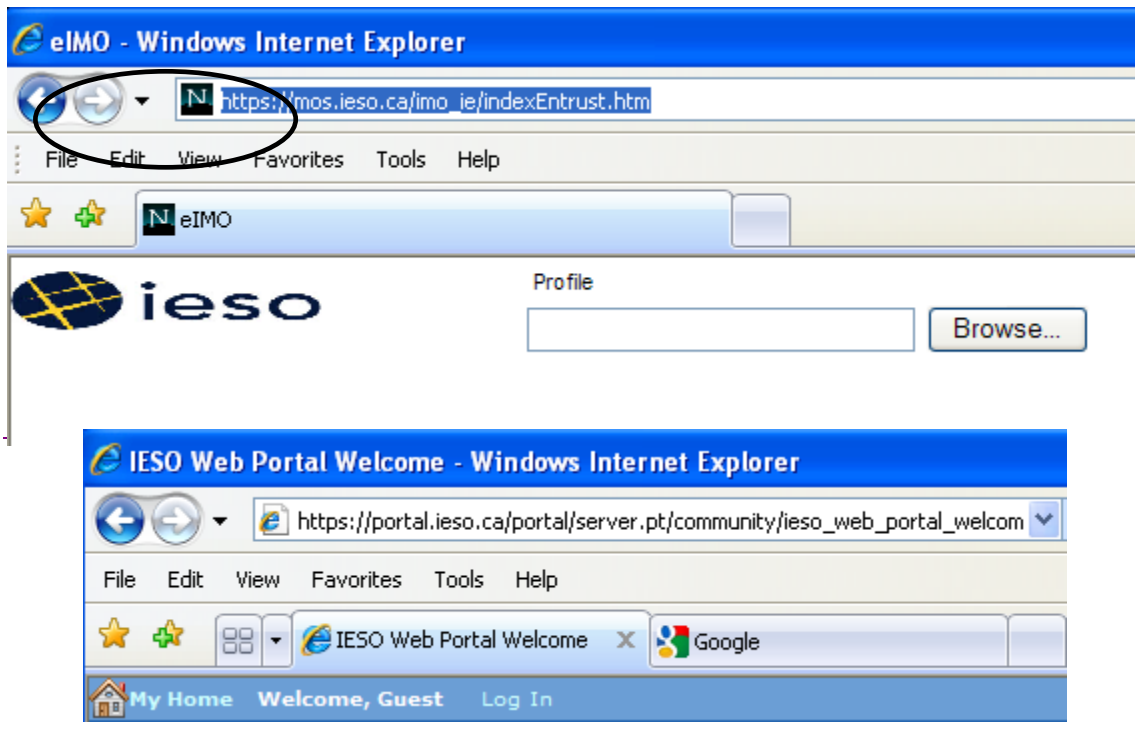 eIMO - Windows Internet Explorer
N https://mos.ieso.ca/imo_ie/indexEntrust.htm
File Edit View Favorites Tools Help
N eIMO
ieso
Profile
Browse...
IESO Web Portal Welcome - Windows Internet Explorer
https://portal.ieso.ca/portal/server.pt/community/ieso_web_portal_welcom
File Edit View Favorites Tools Help
IESO Web Portal Welcome X Google
My Home Welcome, Guest Log In